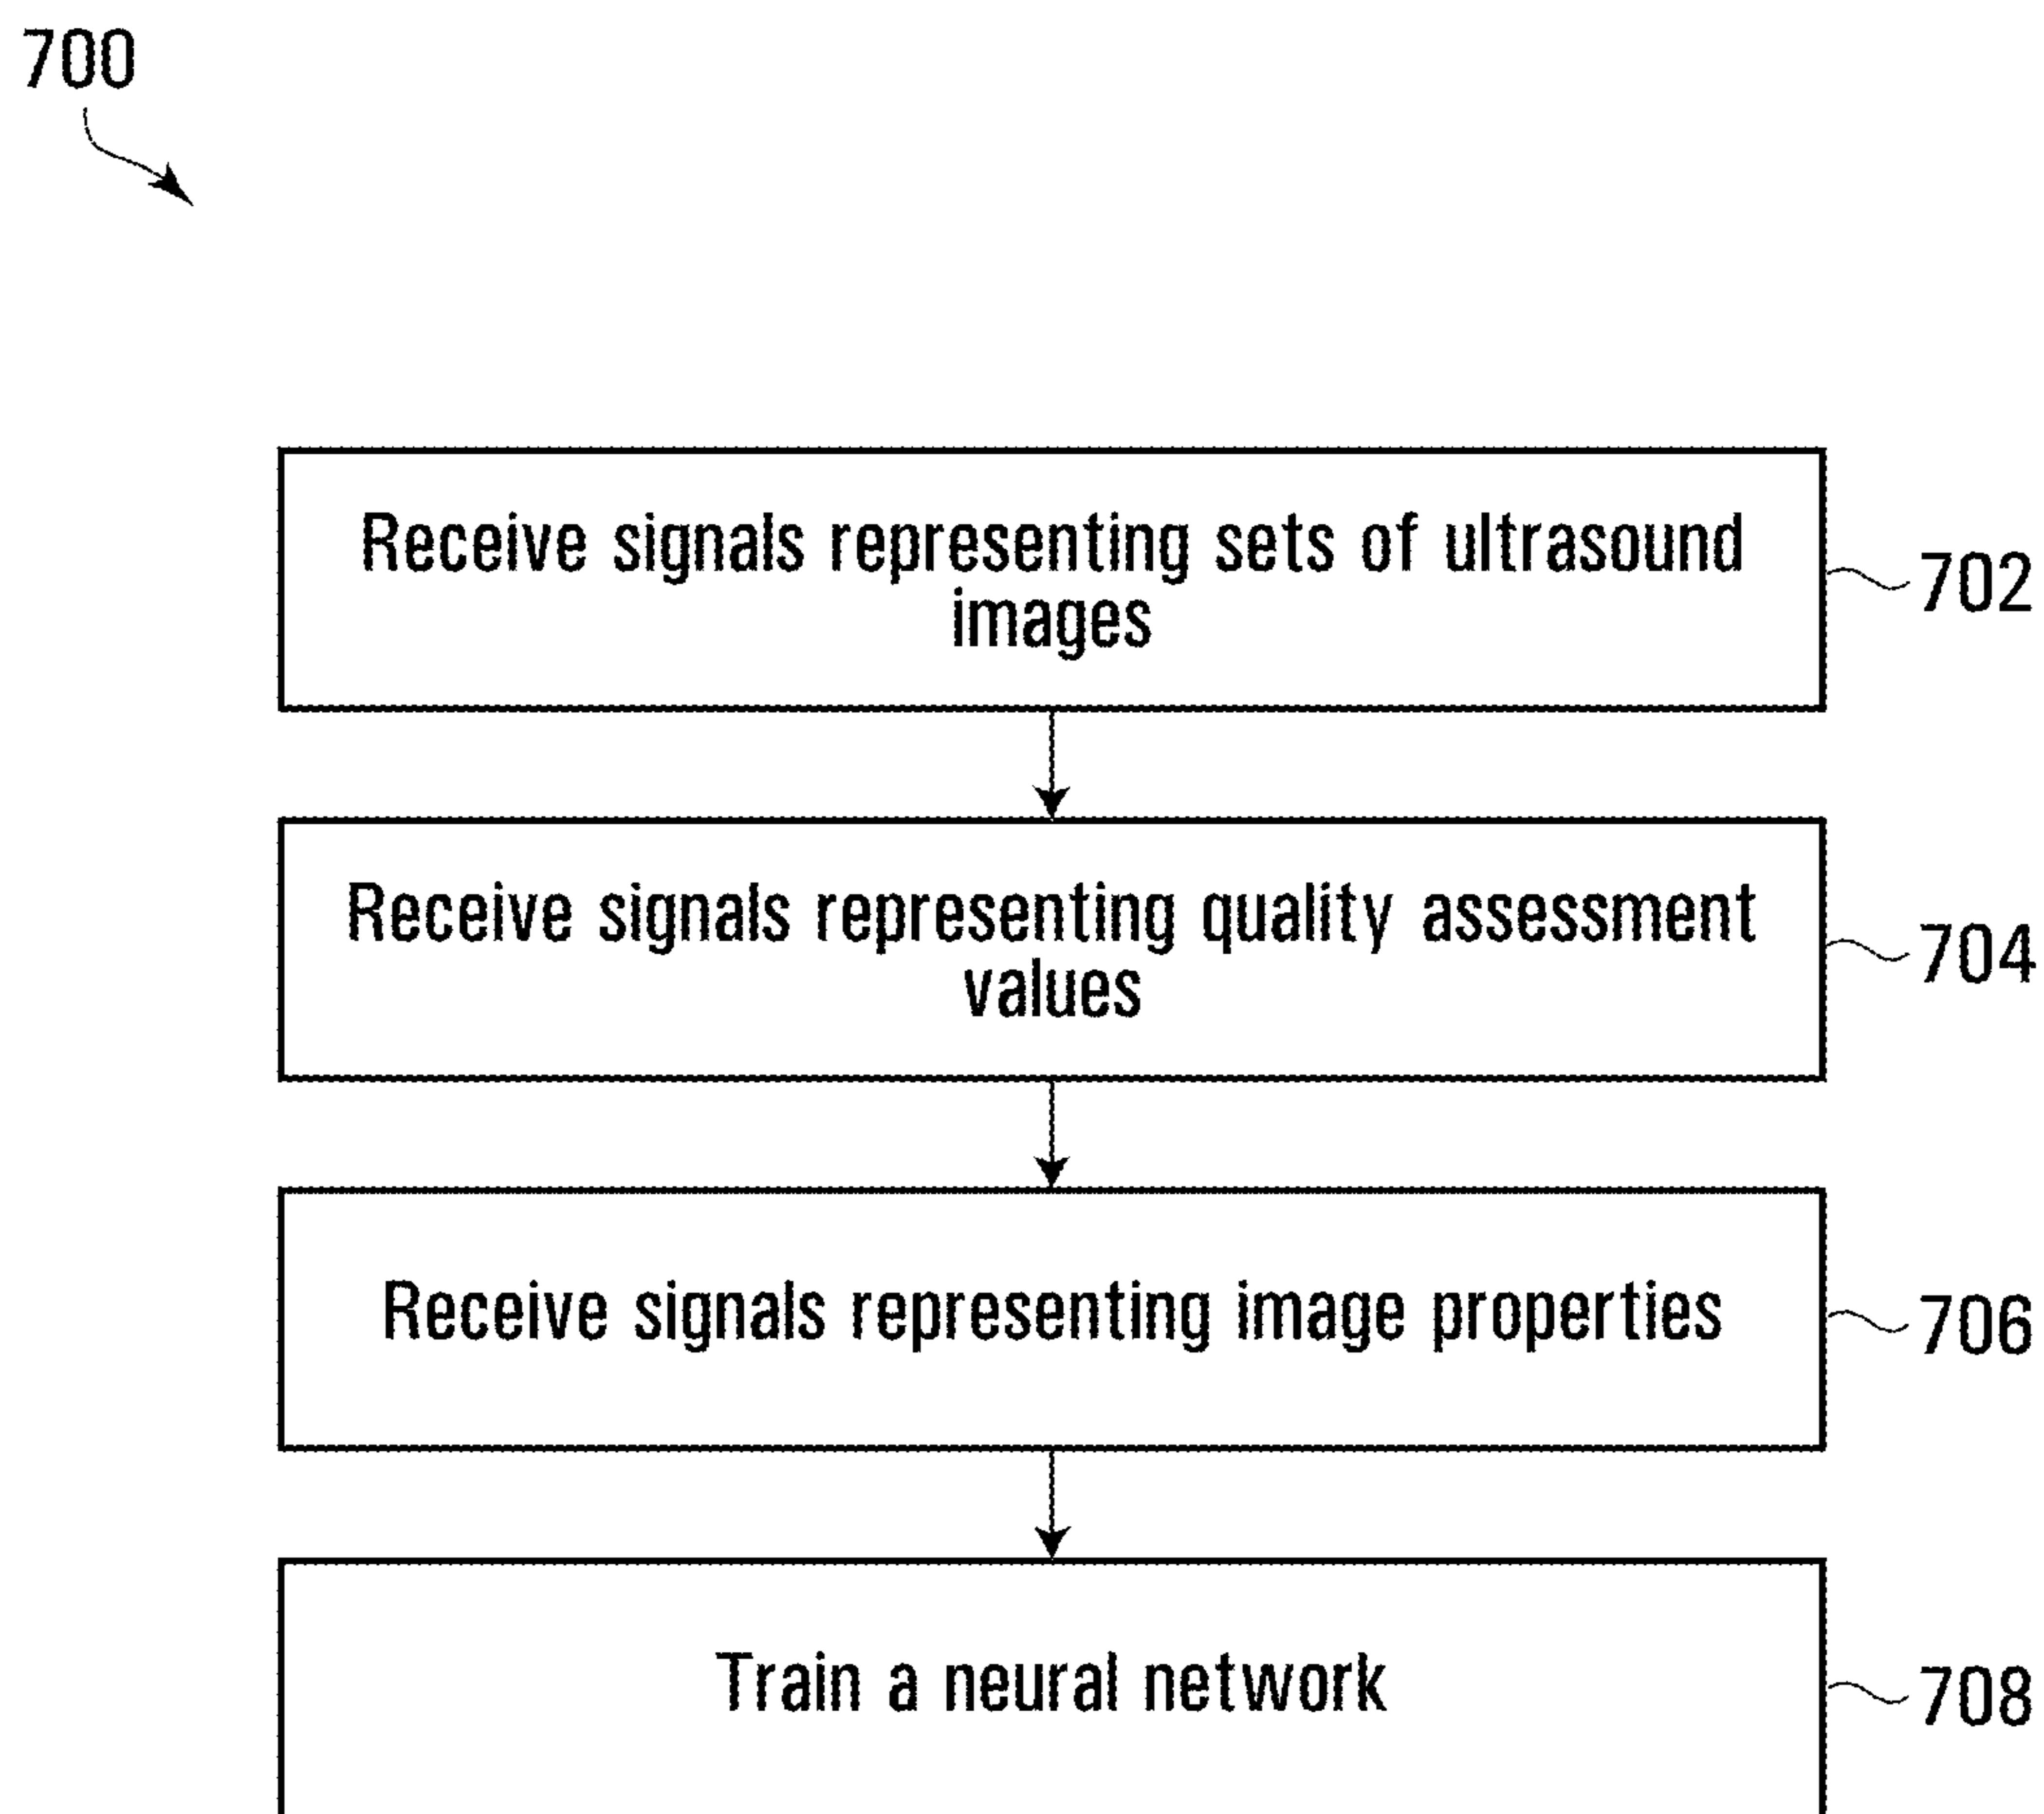 700
Receive signals representing sets of ultrasound
images
702
Receive signals representing quality assessment
values
704
Receive signals representing image properties
706
Train a neural network
708